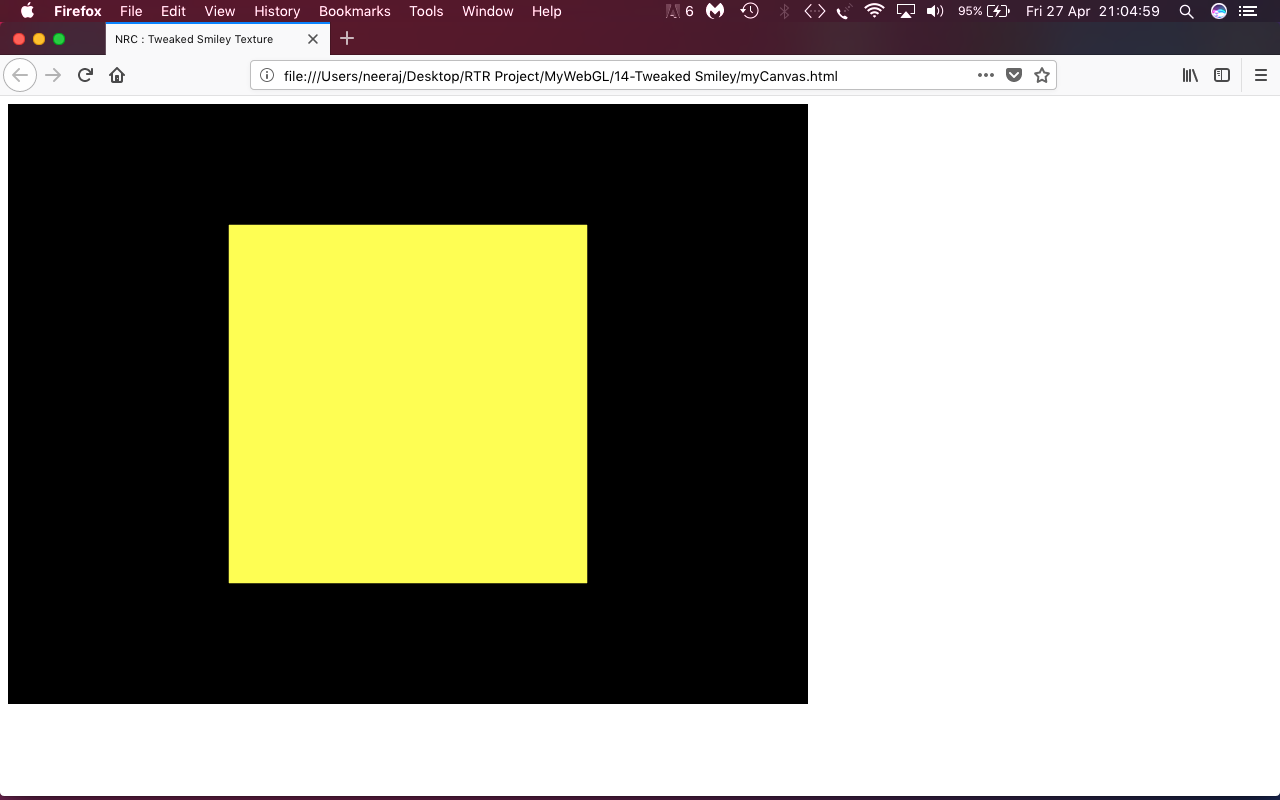 Firefox File Edit View History Bookmarks Tools Window Help 6 95% Fri 27 Apr 21:04:59
NRC : Tweaked Smiley Texture
file:///Users/neeraj/Desktop/RTR Project/MyWebGL/14-Tweaked Smiley/myCanvas.html